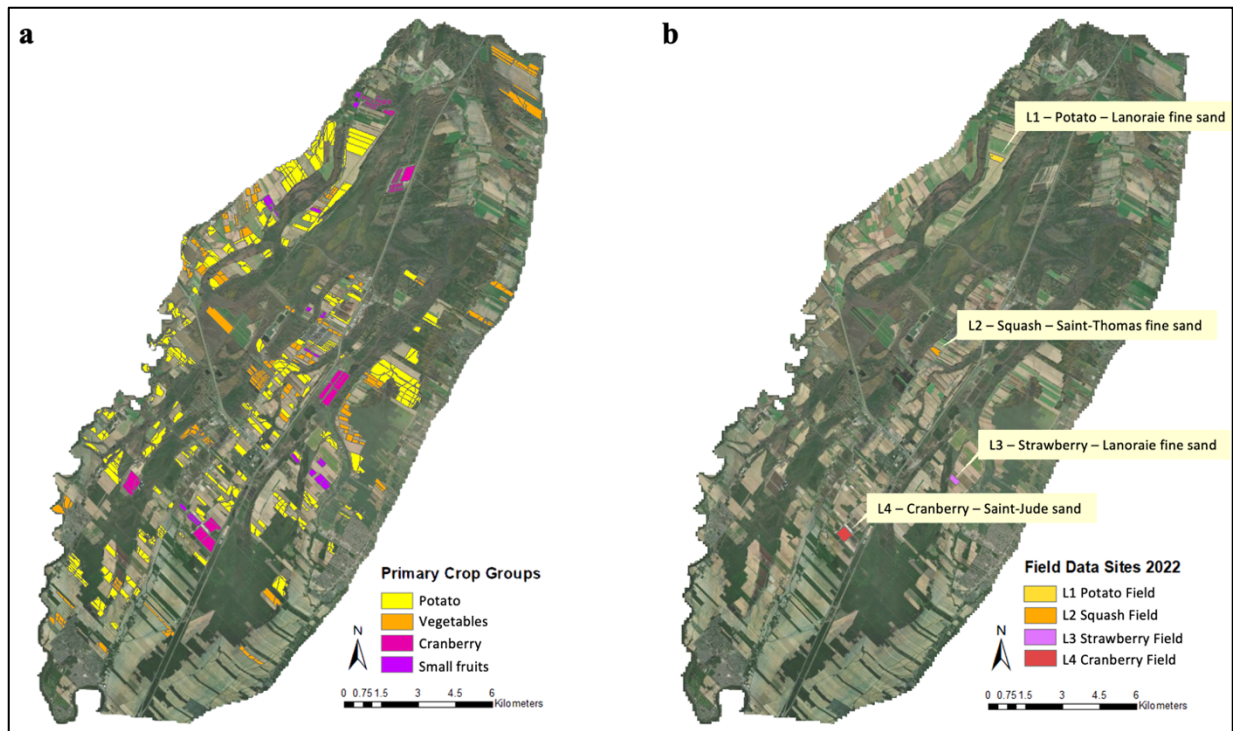 a
Primary Crop Groups
Potato
Vegetables
Cranberry
Small fruits
N
0 0.75 1.5 3 4.5 6
Kilometers
b
L1 – Potato – Lanoraie fine sand
L2 – Squash – Saint-Thomas fine sand
L3 – Strawberry – Lanoraie fine sand
L4 – Cranberry – Saint-Jude sand
Field Data Sites 2022
L1 Potato Field
L2 Squash Field
L3 Strawberry Field
L4 Cranberry Field
N
0 0.75 1.5 3 4.5 6
Kilometers